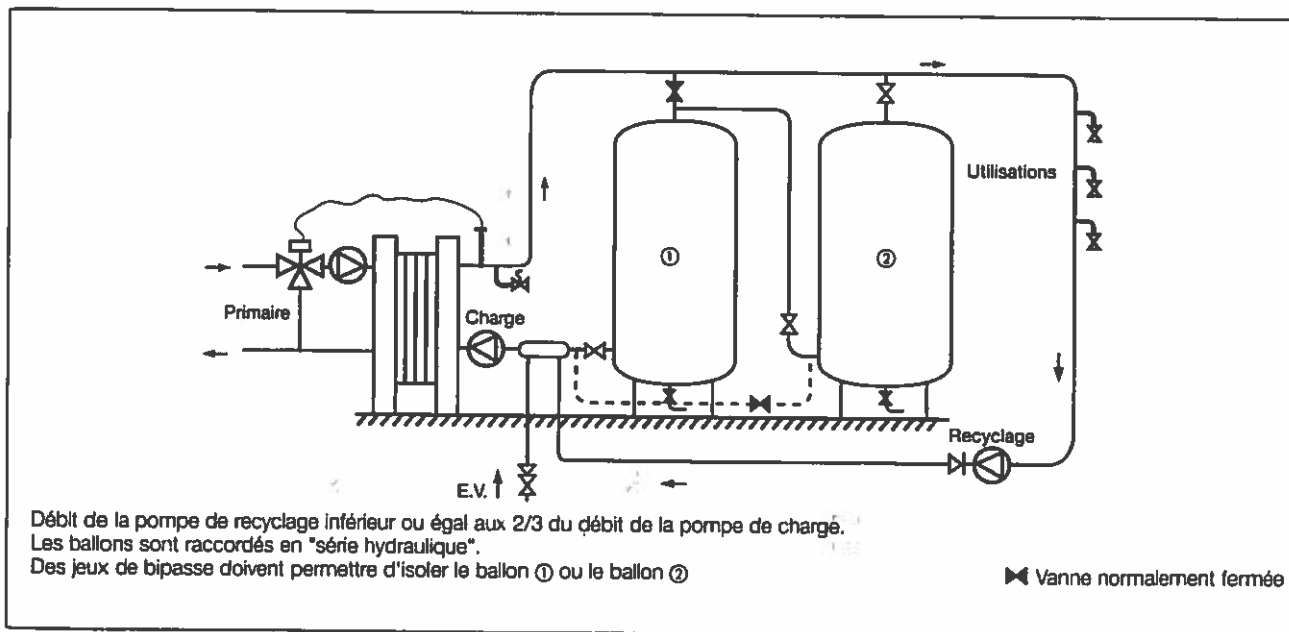 Utilisations
①
②
Primaire
Charge
Recyclage
E.V.
Débit de la pompe de recyclage inférieur ou égal aux 2/3 du débit de la pompe de charge.
Les ballons sont raccordés en "série hydraulique".
Des jeux de bipasse doivent permettre d'isoler le ballon ① ou le ballon ②
Vanne normalement fermée